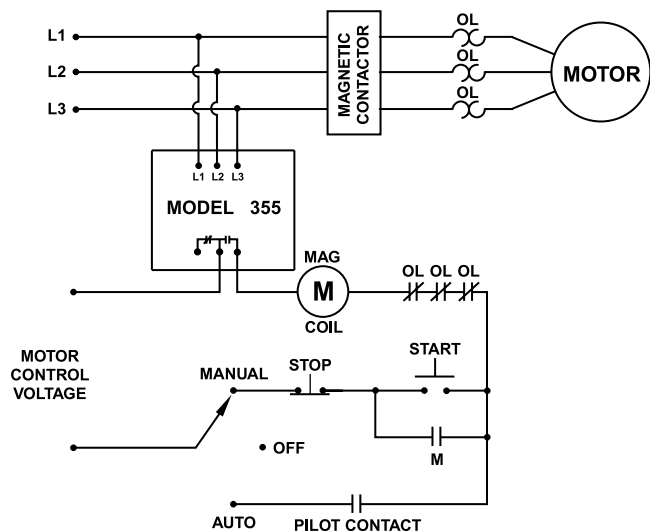 L1
L2
L3
MAGNETIC
CONTACTOR
OL
OL
OL
MOTOR
L1 L2 L3
MODEL 355
MAG
M
COIL
OL OL OL
MOTOR
CONTROL
VOLTAGE
MANUAL
STOP
START
OFF
M
AUTO
PILOT CONTACT